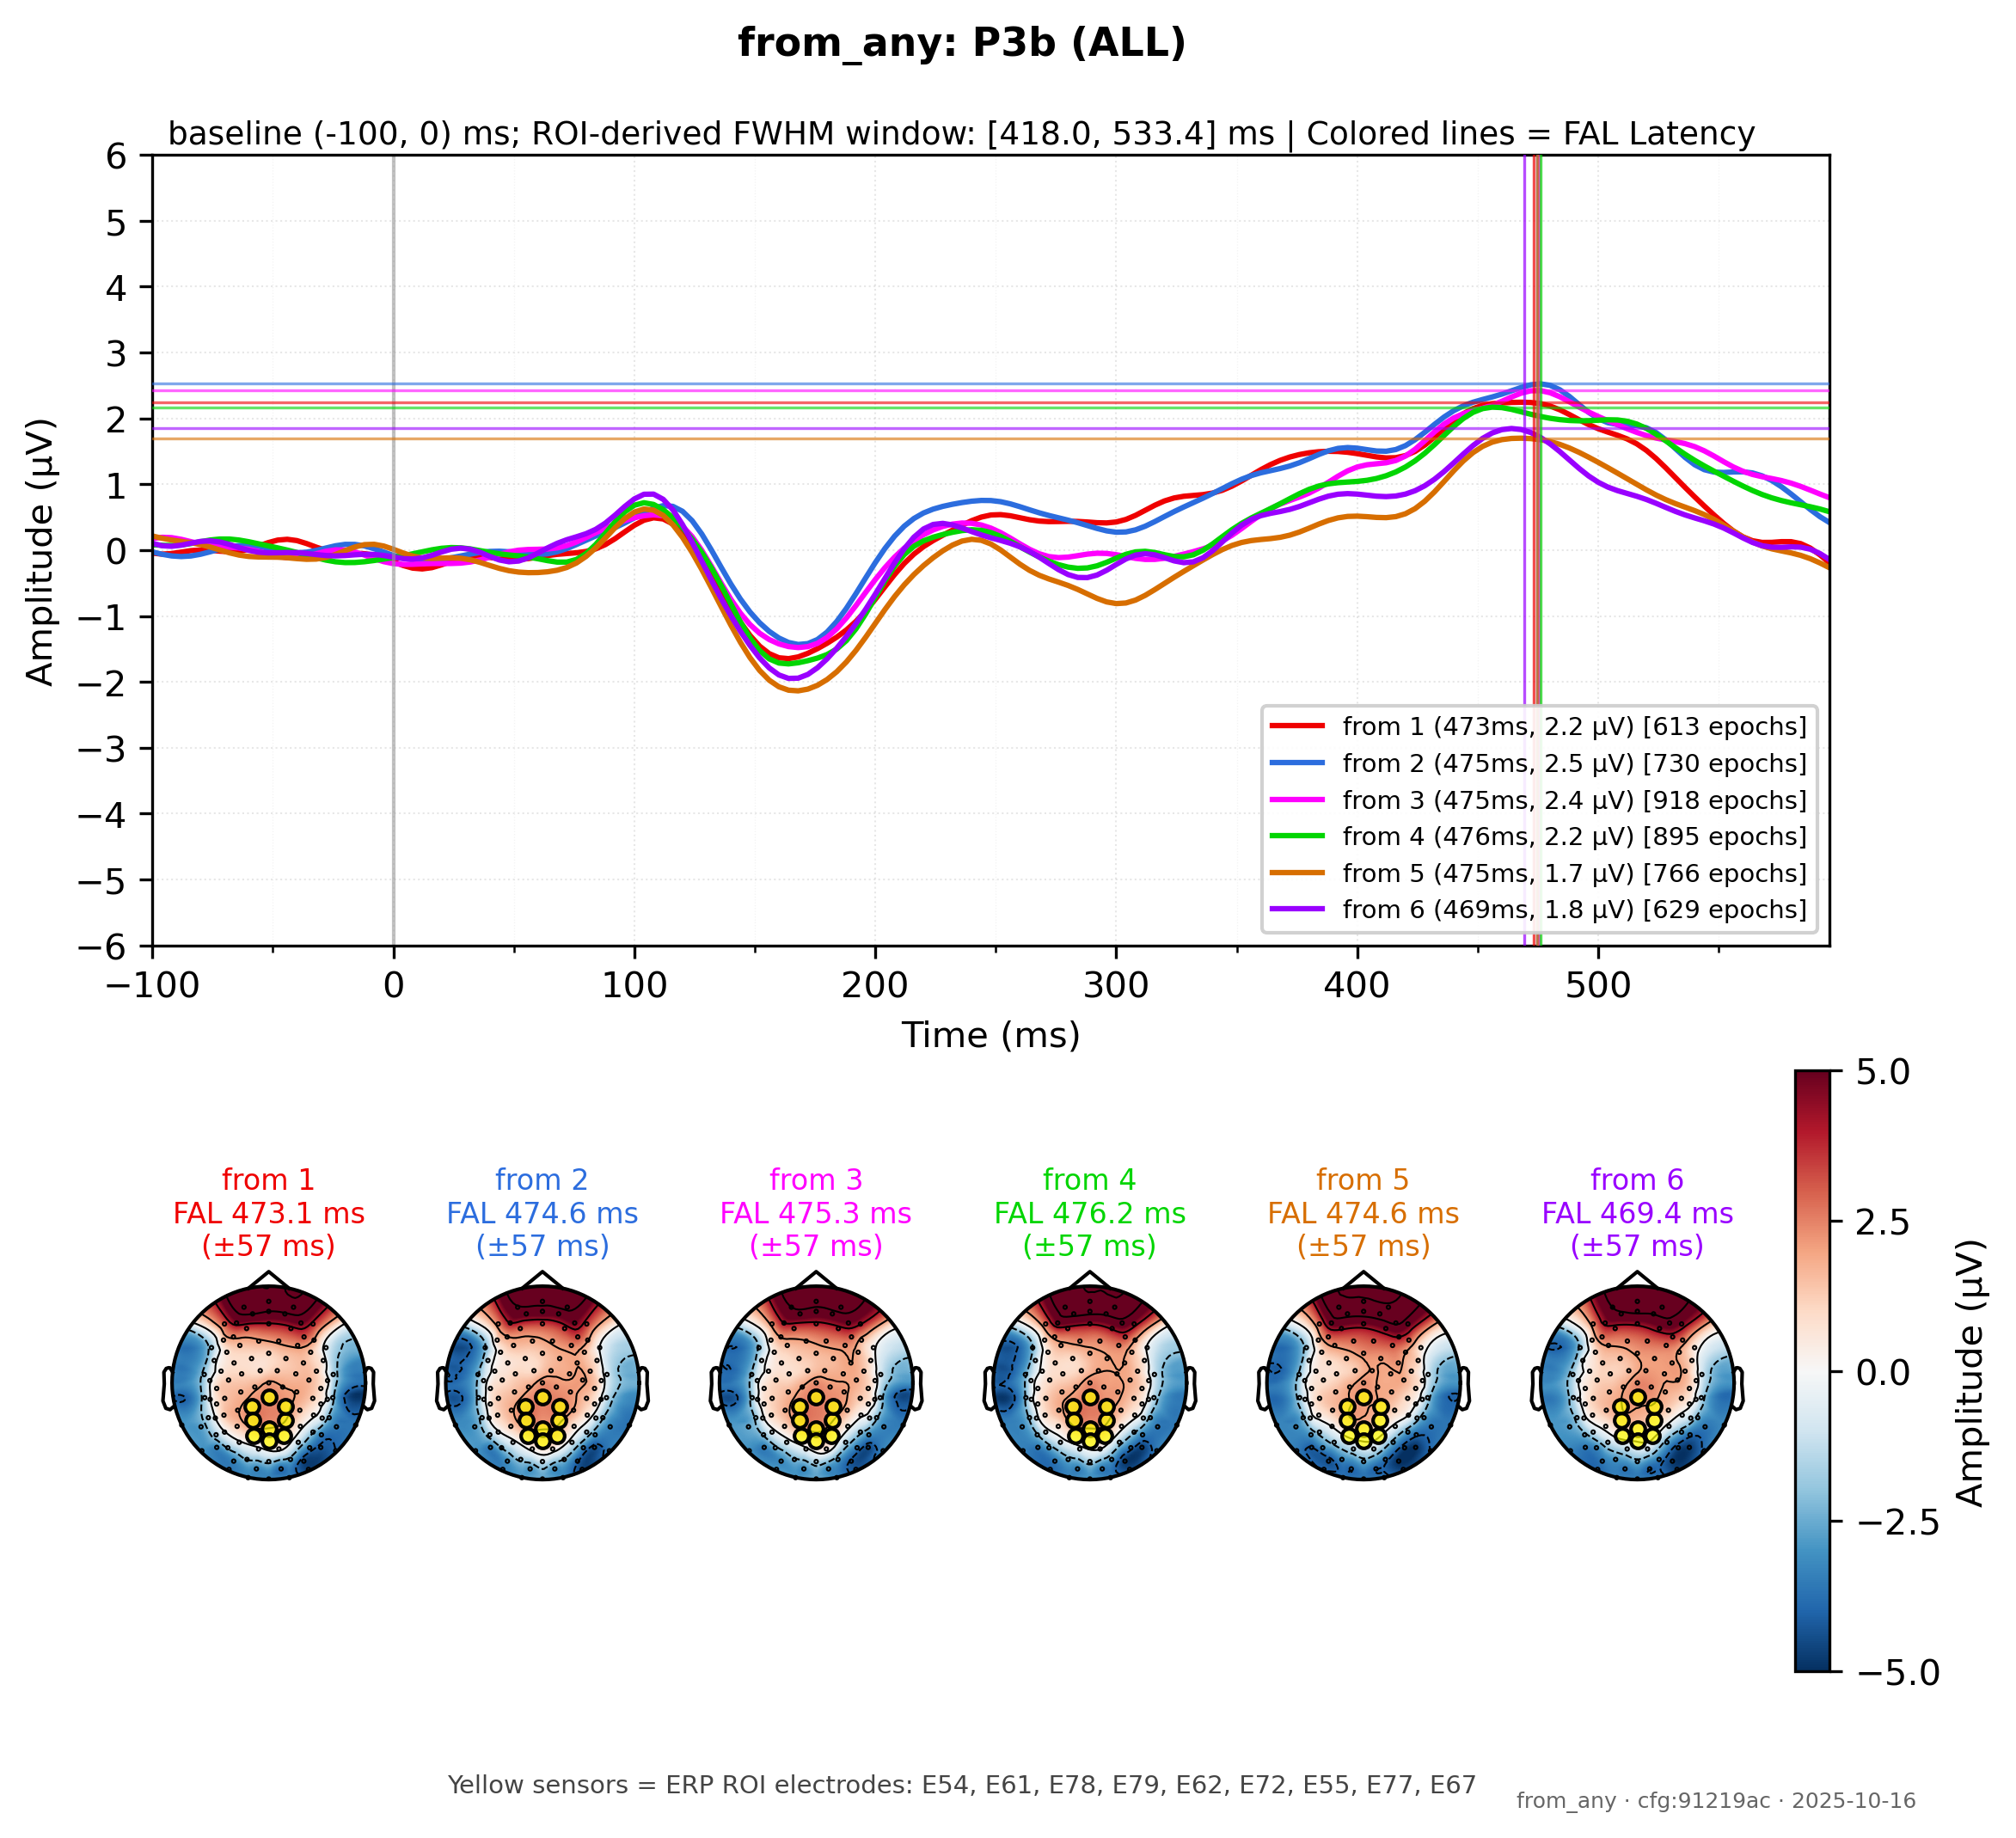 from_any: P3b (ALL)
baseline (-100, 0) ms; ROI-derived FWHM window: [418.0, 533.4] ms | Colored lines = FAL Latency
6
5
4
3
2
1
0
−1
−2
−3
−4
−5
−6
Amplitude (µV)
from 1 (473ms, 2.2 µV) [613 epochs]
from 2 (475ms, 2.5 µV) [730 epochs]
from 3 (475ms, 2.4 µV) [918 epochs]
from 4 (476ms, 2.2 µV) [895 epochs]
from 5 (475ms, 1.7 µV) [766 epochs]
from 6 (469ms, 1.8 µV) [629 epochs]
−100 0 100 200 300 400 500
Time (ms)
from 1
FAL 473.1 ms
(±57 ms)
from 2
FAL 474.6 ms
(±57 ms)
from 3
FAL 475.3 ms
(±57 ms)
from 4
FAL 476.2 ms
(±57 ms)
from 5
FAL 474.6 ms
(±57 ms)
from 6
FAL 469.4 ms
(±57 ms)
5.0
2.5
0.0
−2.5
−5.0
Amplitude (µV)
Yellow sensors = ERP ROI electrodes: E54, E61, E78, E79, E62, E72, E55, E77, E67
from_any · cfg:91219ac · 2025-10-16